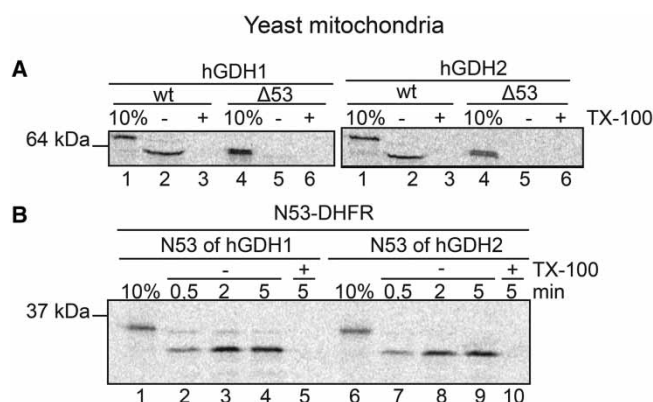 Yeast mitochondria
A
hGDH1 hGDH2
wt Δ53 wt Δ53
10% - + 10% - + 10% - + 10% - + TX-100
64 kDa
1 2 3 4 5 6 1 2 3 4 5 6
B
N53-DHFR
N53 of hGDH1 N53 of hGDH2
- + - + TX-100
10% 0,5 2 5 5 10% 0,5 2 5 5 min
37 kDa
1 2 3 4 5 6 7 8 9 10